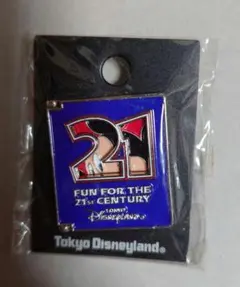 21
FUN FOR THE
21ST CENTURY
TOKYO
Disneyland
Tokyo Disneyland®